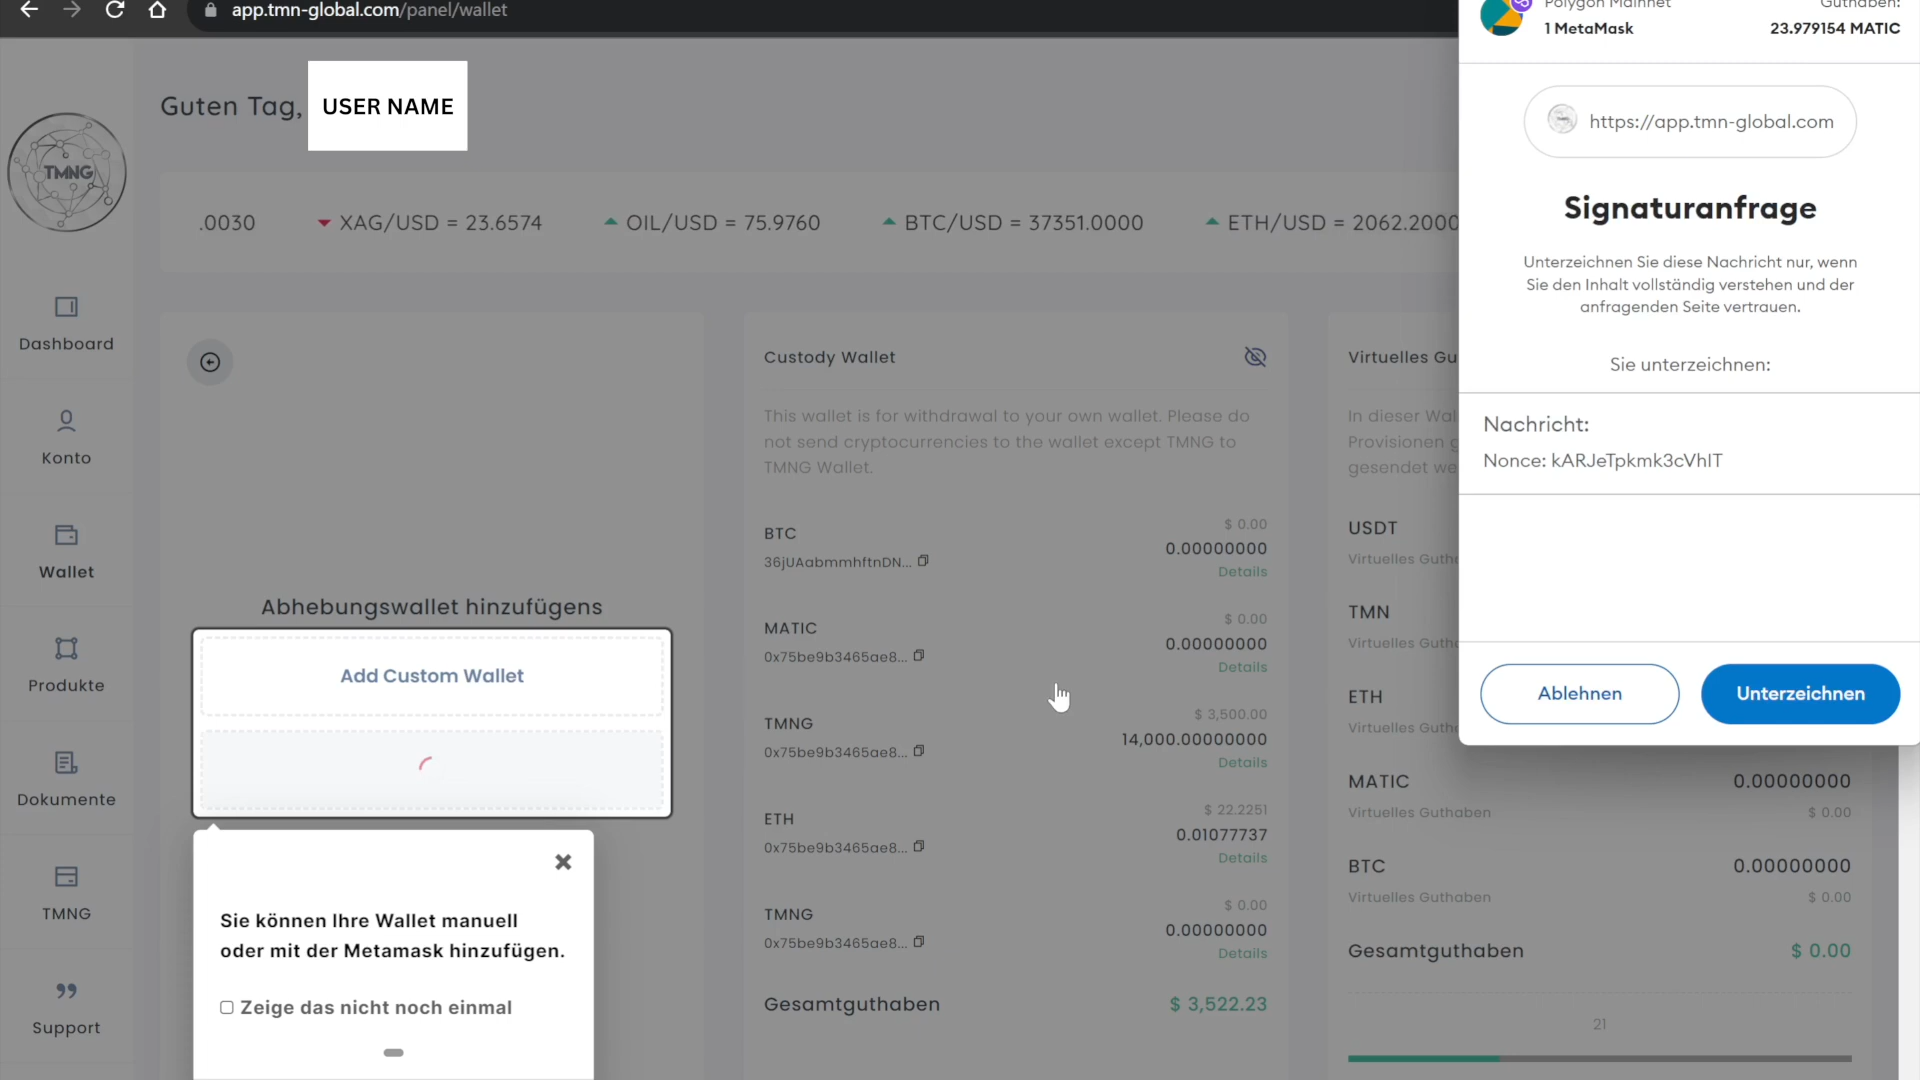 app.tmn-global.com/panel/wallet
Guten Tag,
USER NAME
TMNG
.0030
XAG/USD = 23.6574
OIL/USD = 75.9760
BTC/USD = 37351.0000
ETH/USD = 2062.2000
Dashboard
Konto
Wallet
Produkte
Dokumente
TMNG
Support
Abhebungswallet hinzufügens
Add Custom Wallet
Sie können Ihre Wallet manuell
oder mit der Metamask hinzufügen.
Zeige das nicht noch einmal
Custody Wallet
This wallet is for withdrawal to your own wallet. Please do
not send cryptocurrencies to the wallet except TMNG to
TMNG Wallet.
$ 0.00
BTC
0.00000000
36jUAabmmhftnDN...
Details
$ 0.00
MATIC
0.00000000
0x75be9b3465ae8...
Details
$ 3,500.00
TMNG
14,000.00000000
0x75be9b3465ae8...
Details
$ 22.2251
ETH
0.01077737
0x75be9b3465ae8...
Details
$ 0.00
TMNG
0.00000000
0x75be9b3465ae8...
Details
Gesamtguthaben
$ 3,522.23
Virtuelles Gu
In dieser Wal
Provisionen g
gesendet we
USDT
Virtuelles Guth
TMN
Virtuelles Guth
ETH
Virtuelles Guth
MATIC
0.00000000
Virtuelles Guthaben
$ 0.00
BTC
0.00000000
Virtuelles Guthaben
$ 0.00
Gesamtguthaben
$ 0.00
21
Polygon Mainnet
Guthaben:
1 MetaMask
23.979154 MATIC
https://app.tmn-global.com
Signaturanfrage
Unterzeichnen Sie diese Nachricht nur, wenn
Sie den Inhalt vollständig verstehen und der
anfragenden Seite vertrauen.
Sie unterzeichnen:
Nachricht:
Nonce: kARJeTpkmk3cVhIT
Ablehnen
Unterzeichnen